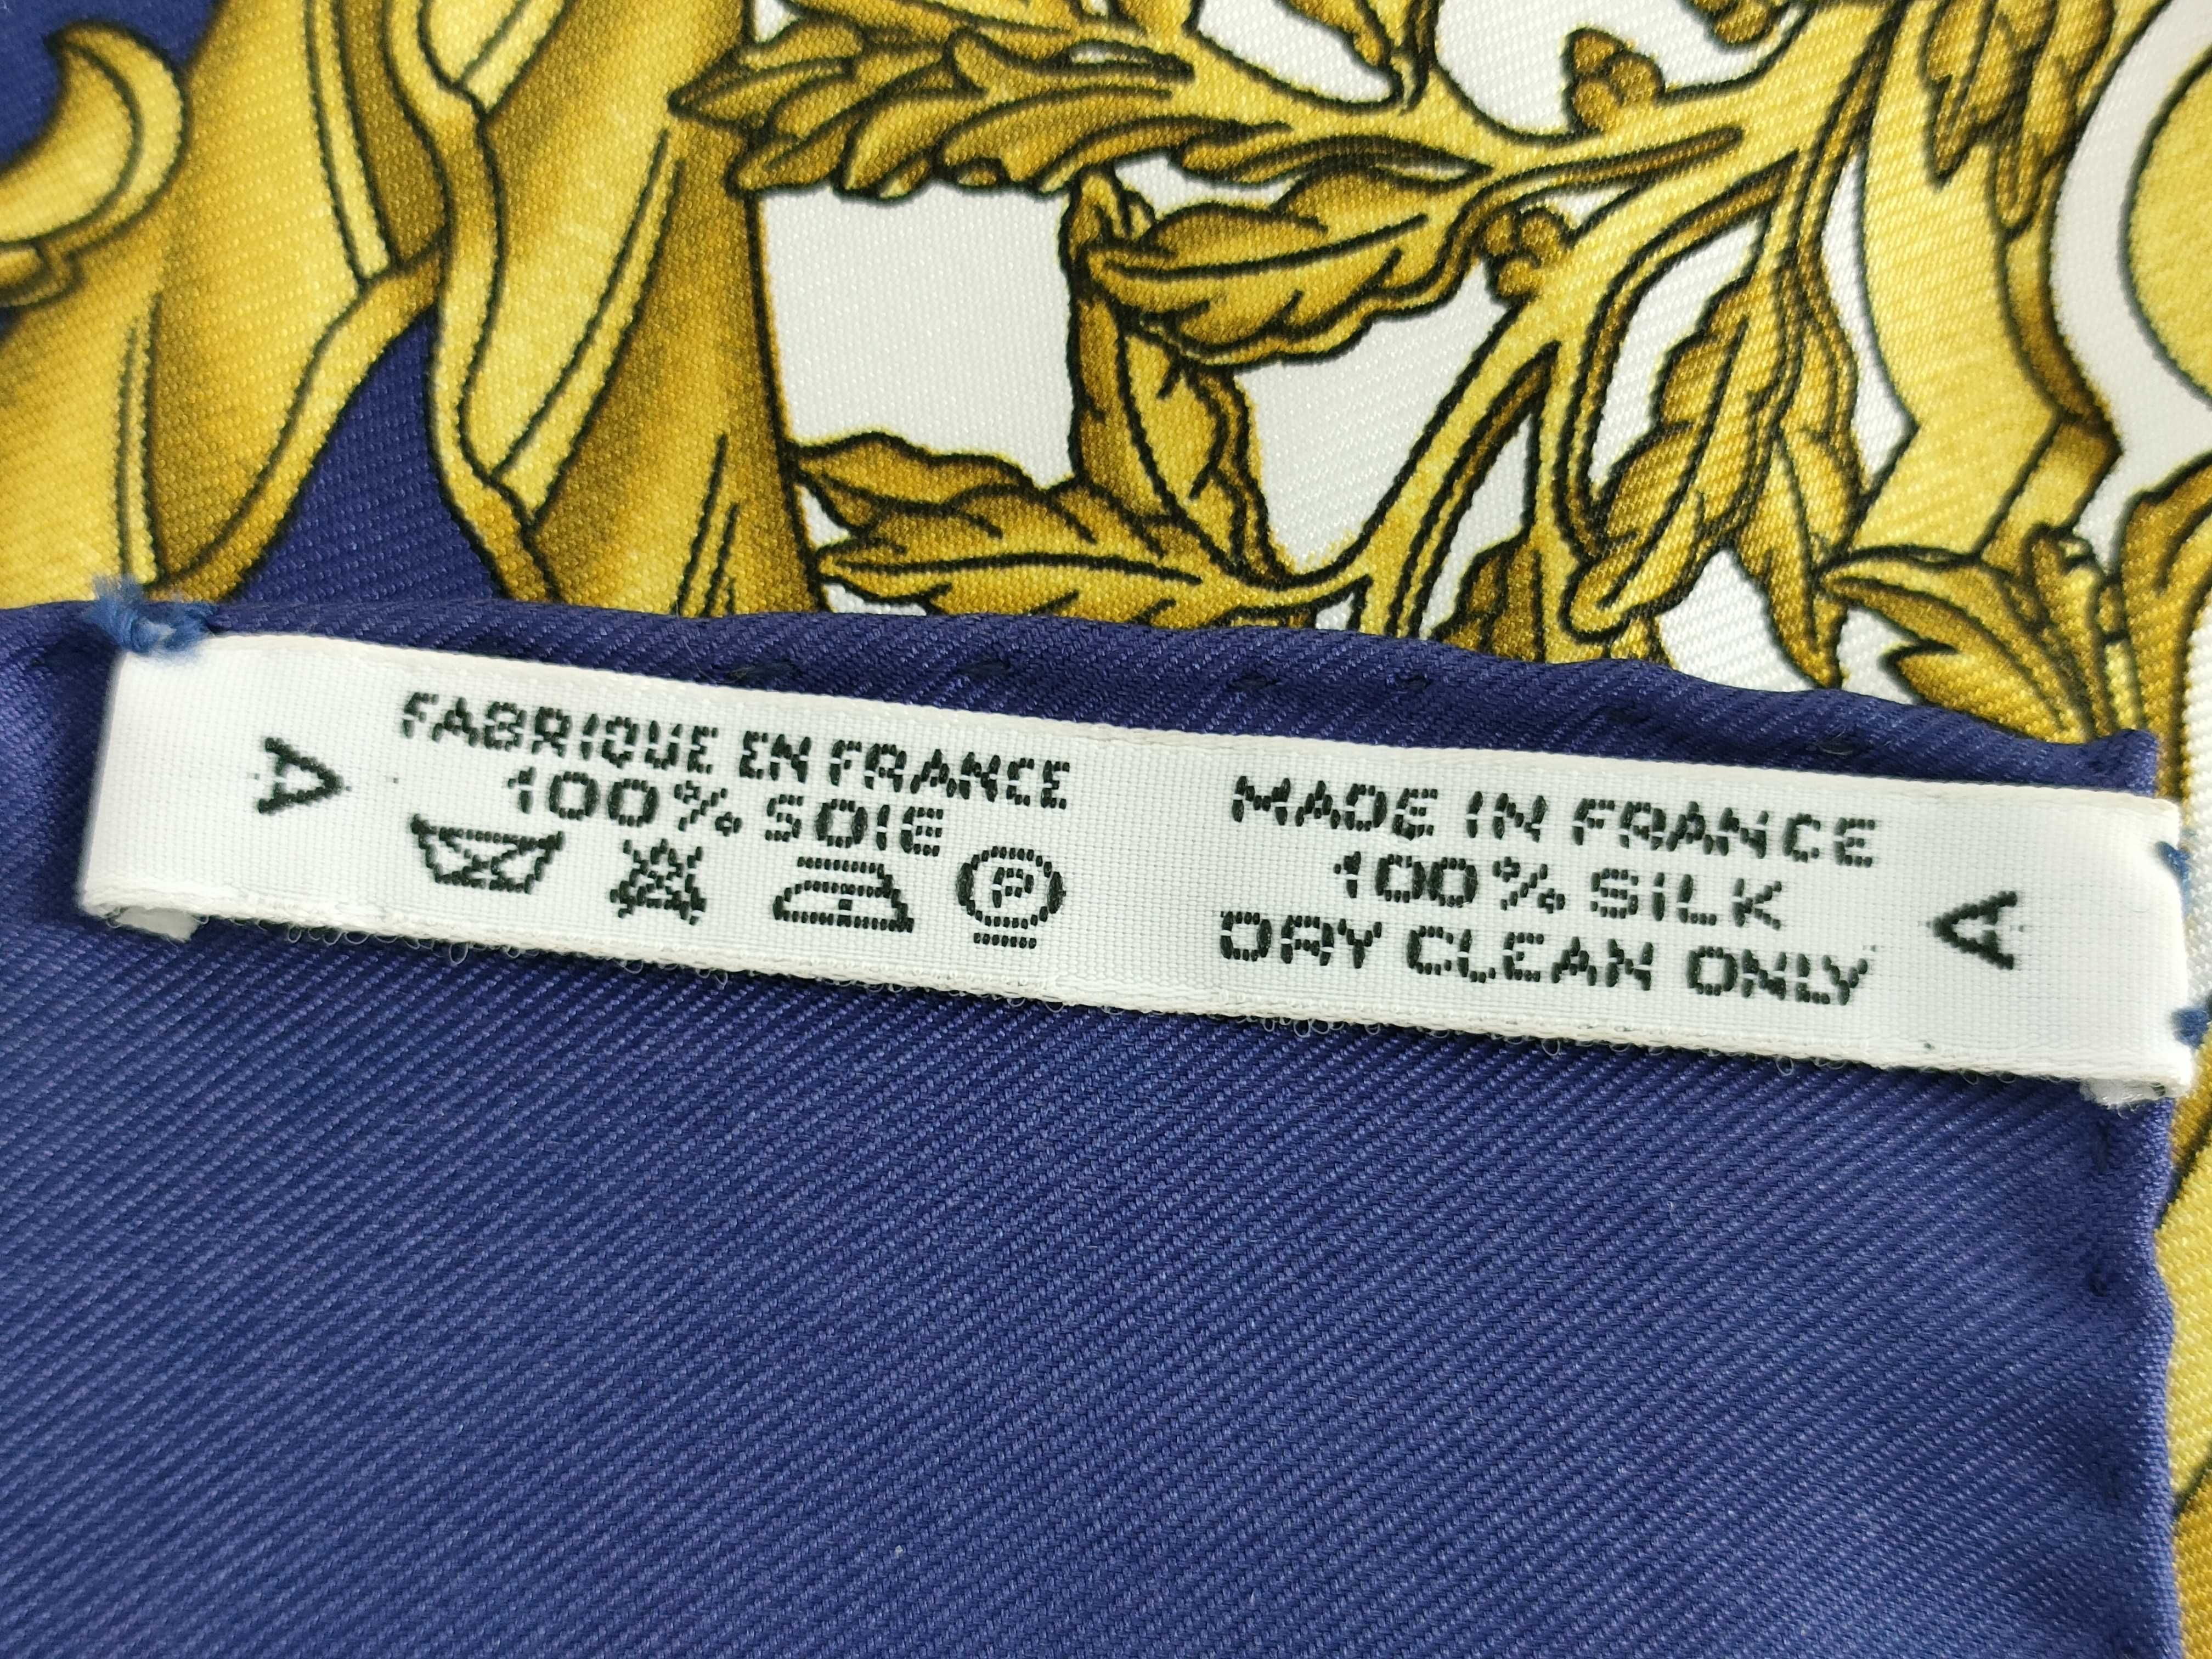 A
FABRIQUE EN FRANCE
100% SOIE
P
MADE IN FRANCE
100% SILK
DRY CLEAN ONLY
A